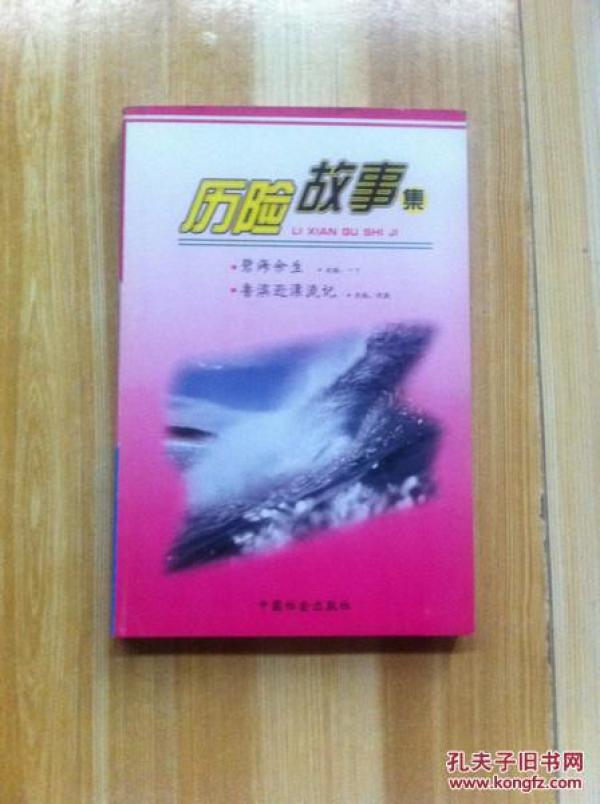 历险故事集
LI XIAN GU SHI JI
• 碧海余生
• 鲁滨逊漂流记
中国社会出版社
孔夫子旧书网
www.kongfz.com